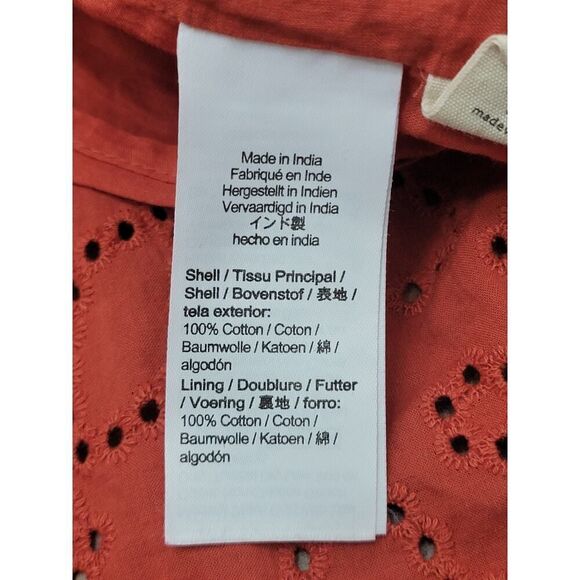 Made in India
Fabriqué en Inde
Hergestellt in Indien
Vervaardigd in India
インド製
hecho en india
Shell / Tissu Principal /
Shell / Bovenstof / 表地 /
tela exterior:
100% Cotton / Coton /
Baumwolle / Katoen / 綿 /
algodón
Lining / Doublure / Futter
/ Voering / 裏地 / forro:
100% Cotton / Coton /
Baumwolle / Katoen / 綿 /
algodón